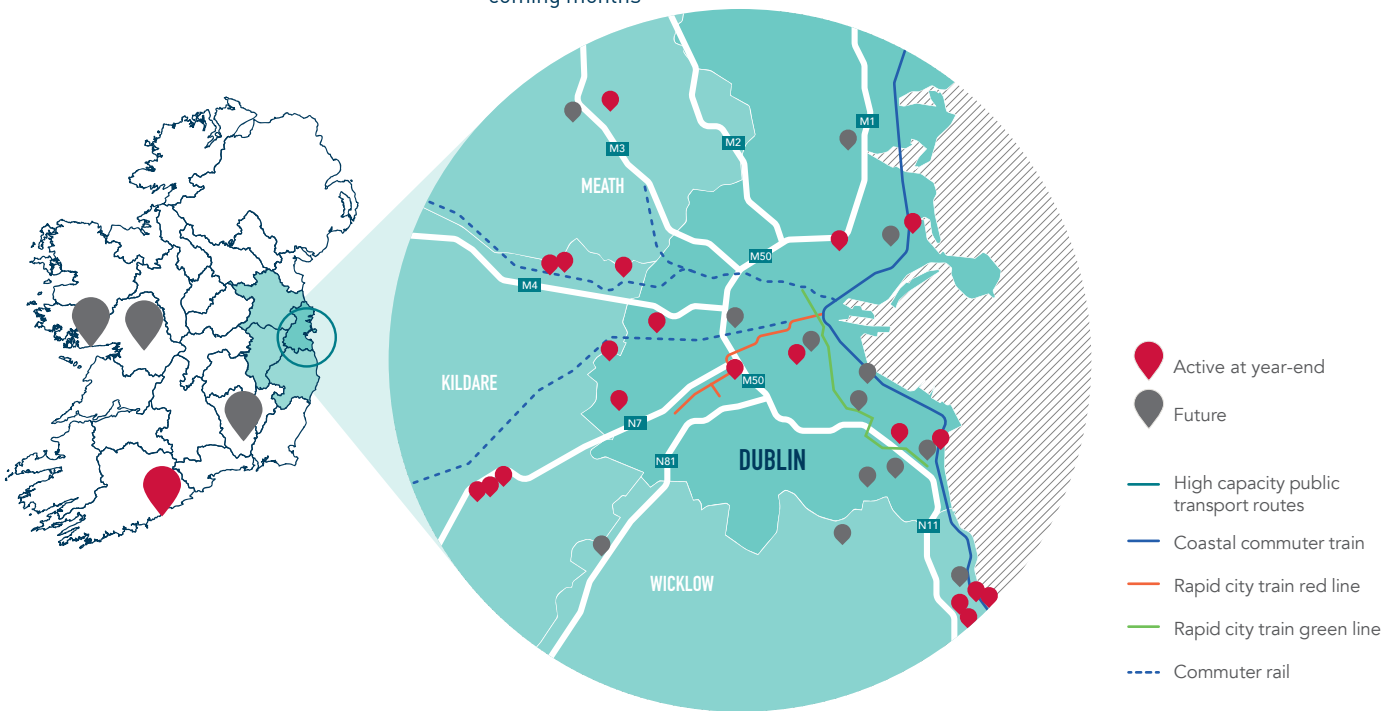 coming months
M1
M3
M2
MEATH
M50
M4
KILDARE
M50
N7
N81
DUBLIN
N11
WICKLOW
Active at year-end
Future
High capacity public
transport routes
Coastal commuter train
Rapid city train red line
Rapid city train green line
Commuter rail